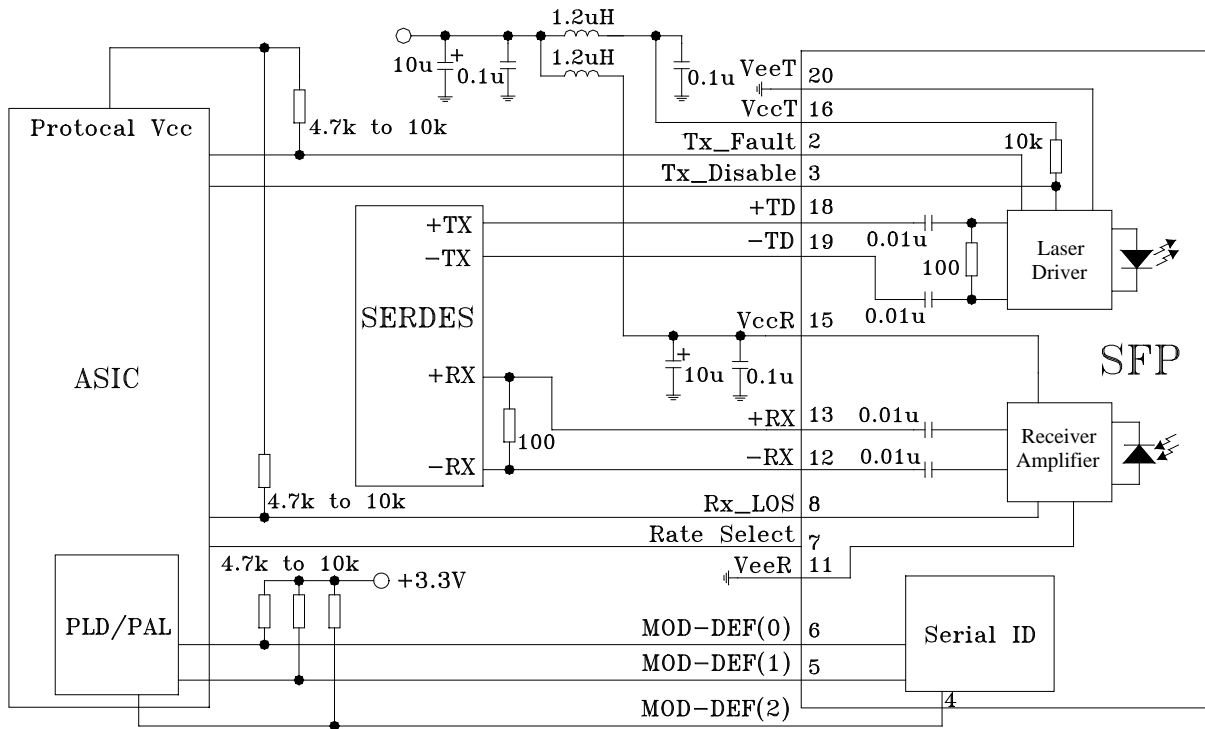 1.2uH
1.2uH
10u
+
0.1u
0.1u
VeeT 20
VccT 16
Protocal Vcc
4.7k to 10k
Tx_Fault 2
10k
Tx_Disable 3
+TX
+TD 18
-TX
-TD 19
0.01u
100
Laser
Driver
0.01u
SERDES
VccR 15
ASIC
+
10u
0.1u
SFP
+RX
+RX 13
0.01u
100
Receiver
Amplifier
-RX
-RX 12
0.01u
4.7k to 10k
Rx_LOS 8
Rate Select 7
4.7k to 10k
+3.3V
VeeR 11
PLD/PAL
MOD-DEF(0) 6
Serial ID
MOD-DEF(1) 5
MOD-DEF(2) 4